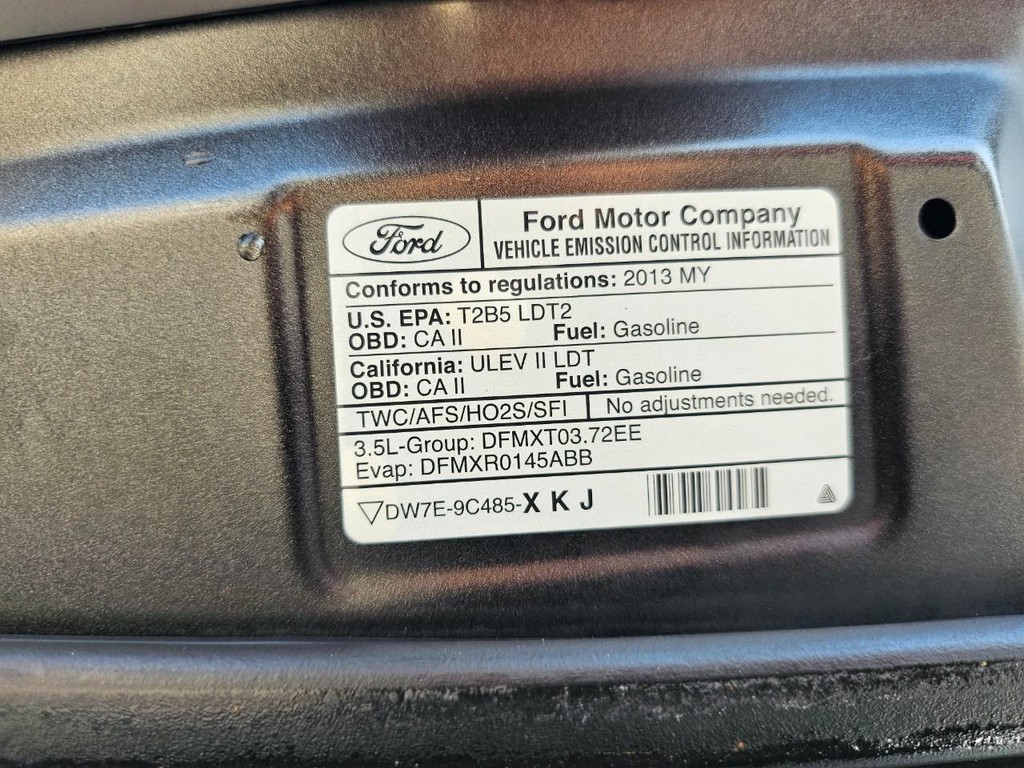 Ford
Ford Motor Company
VEHICLE EMISSION CONTROL INFORMATION
Conforms to regulations: 2013 MY
U.S. EPA: T2B5 LDT2
OBD: CA II Fuel: Gasoline
California: ULEV II LDT
OBD: CA II Fuel: Gasoline
TWC/AFS/HO2S/SFI No adjustments needed.
3.5L-Group: DFMXT03.72EE
Evap: DFMXR0145ABB
DW7E-9C485-X K J